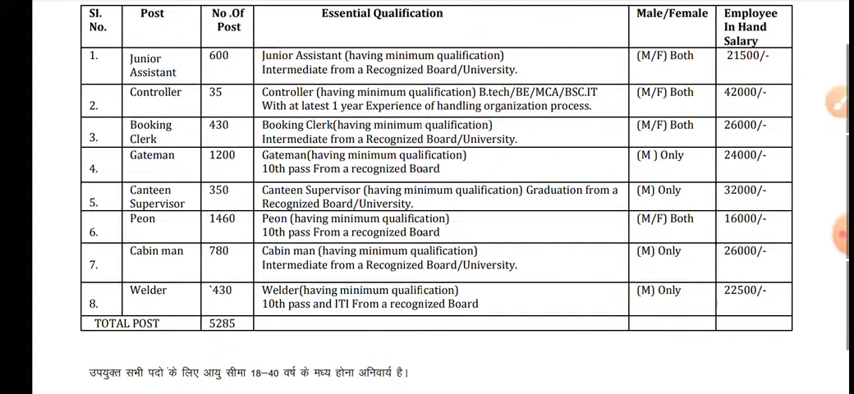 Sl. No. Post No .Of Post Essential Qualification Male/Female Employee In Hand Salary
1. Junior Assistant 600 Junior Assistant (having minimum qualification) (M/F) Both 21500/-
Intermediate from a Recognized Board/University.
2. Controller 35 Controller (having minimum qualification) B.tech/BE/MCA/BSC.IT (M/F) Both 42000/-
With at latest 1 year Experience of handling organization process.
3. Booking Clerk 430 Booking Clerk(having minimum qualification) (M/F) Both 26000/-
Intermediate from a Recognized Board/University.
4. Gateman 1200 Gateman(having minimum qualification) (M ) Only 24000/-
10th pass From a recognized Board
5. Canteen Supervisor 350 Canteen Supervisor (having minimum qualification) Graduation from a (M) Only 32000/-
Recognized Board/University.
6. Peon 1460 Peon (having minimum qualification) (M/F) Both 16000/-
10th pass From a recognized Board
7. Cabin man 780 Cabin man (having minimum qualification) (M) Only 26000/-
Intermediate from a Recognized Board/University.
8. Welder `430 Welder(having minimum qualification) (M) Only 22500/-
10th pass and ITI From a recognized Board
TOTAL POST 5285
उपयुक्त सभी पदो के लिए आयु सीमा 18–40 वर्ष के मध्य होना अनिवार्य है।